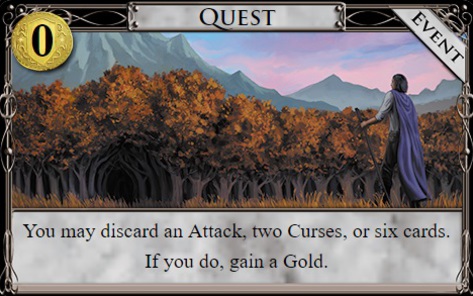 QUEST
0
EVENT
You may discard an Attack, two Curses, or six cards.
If you do, gain a Gold.